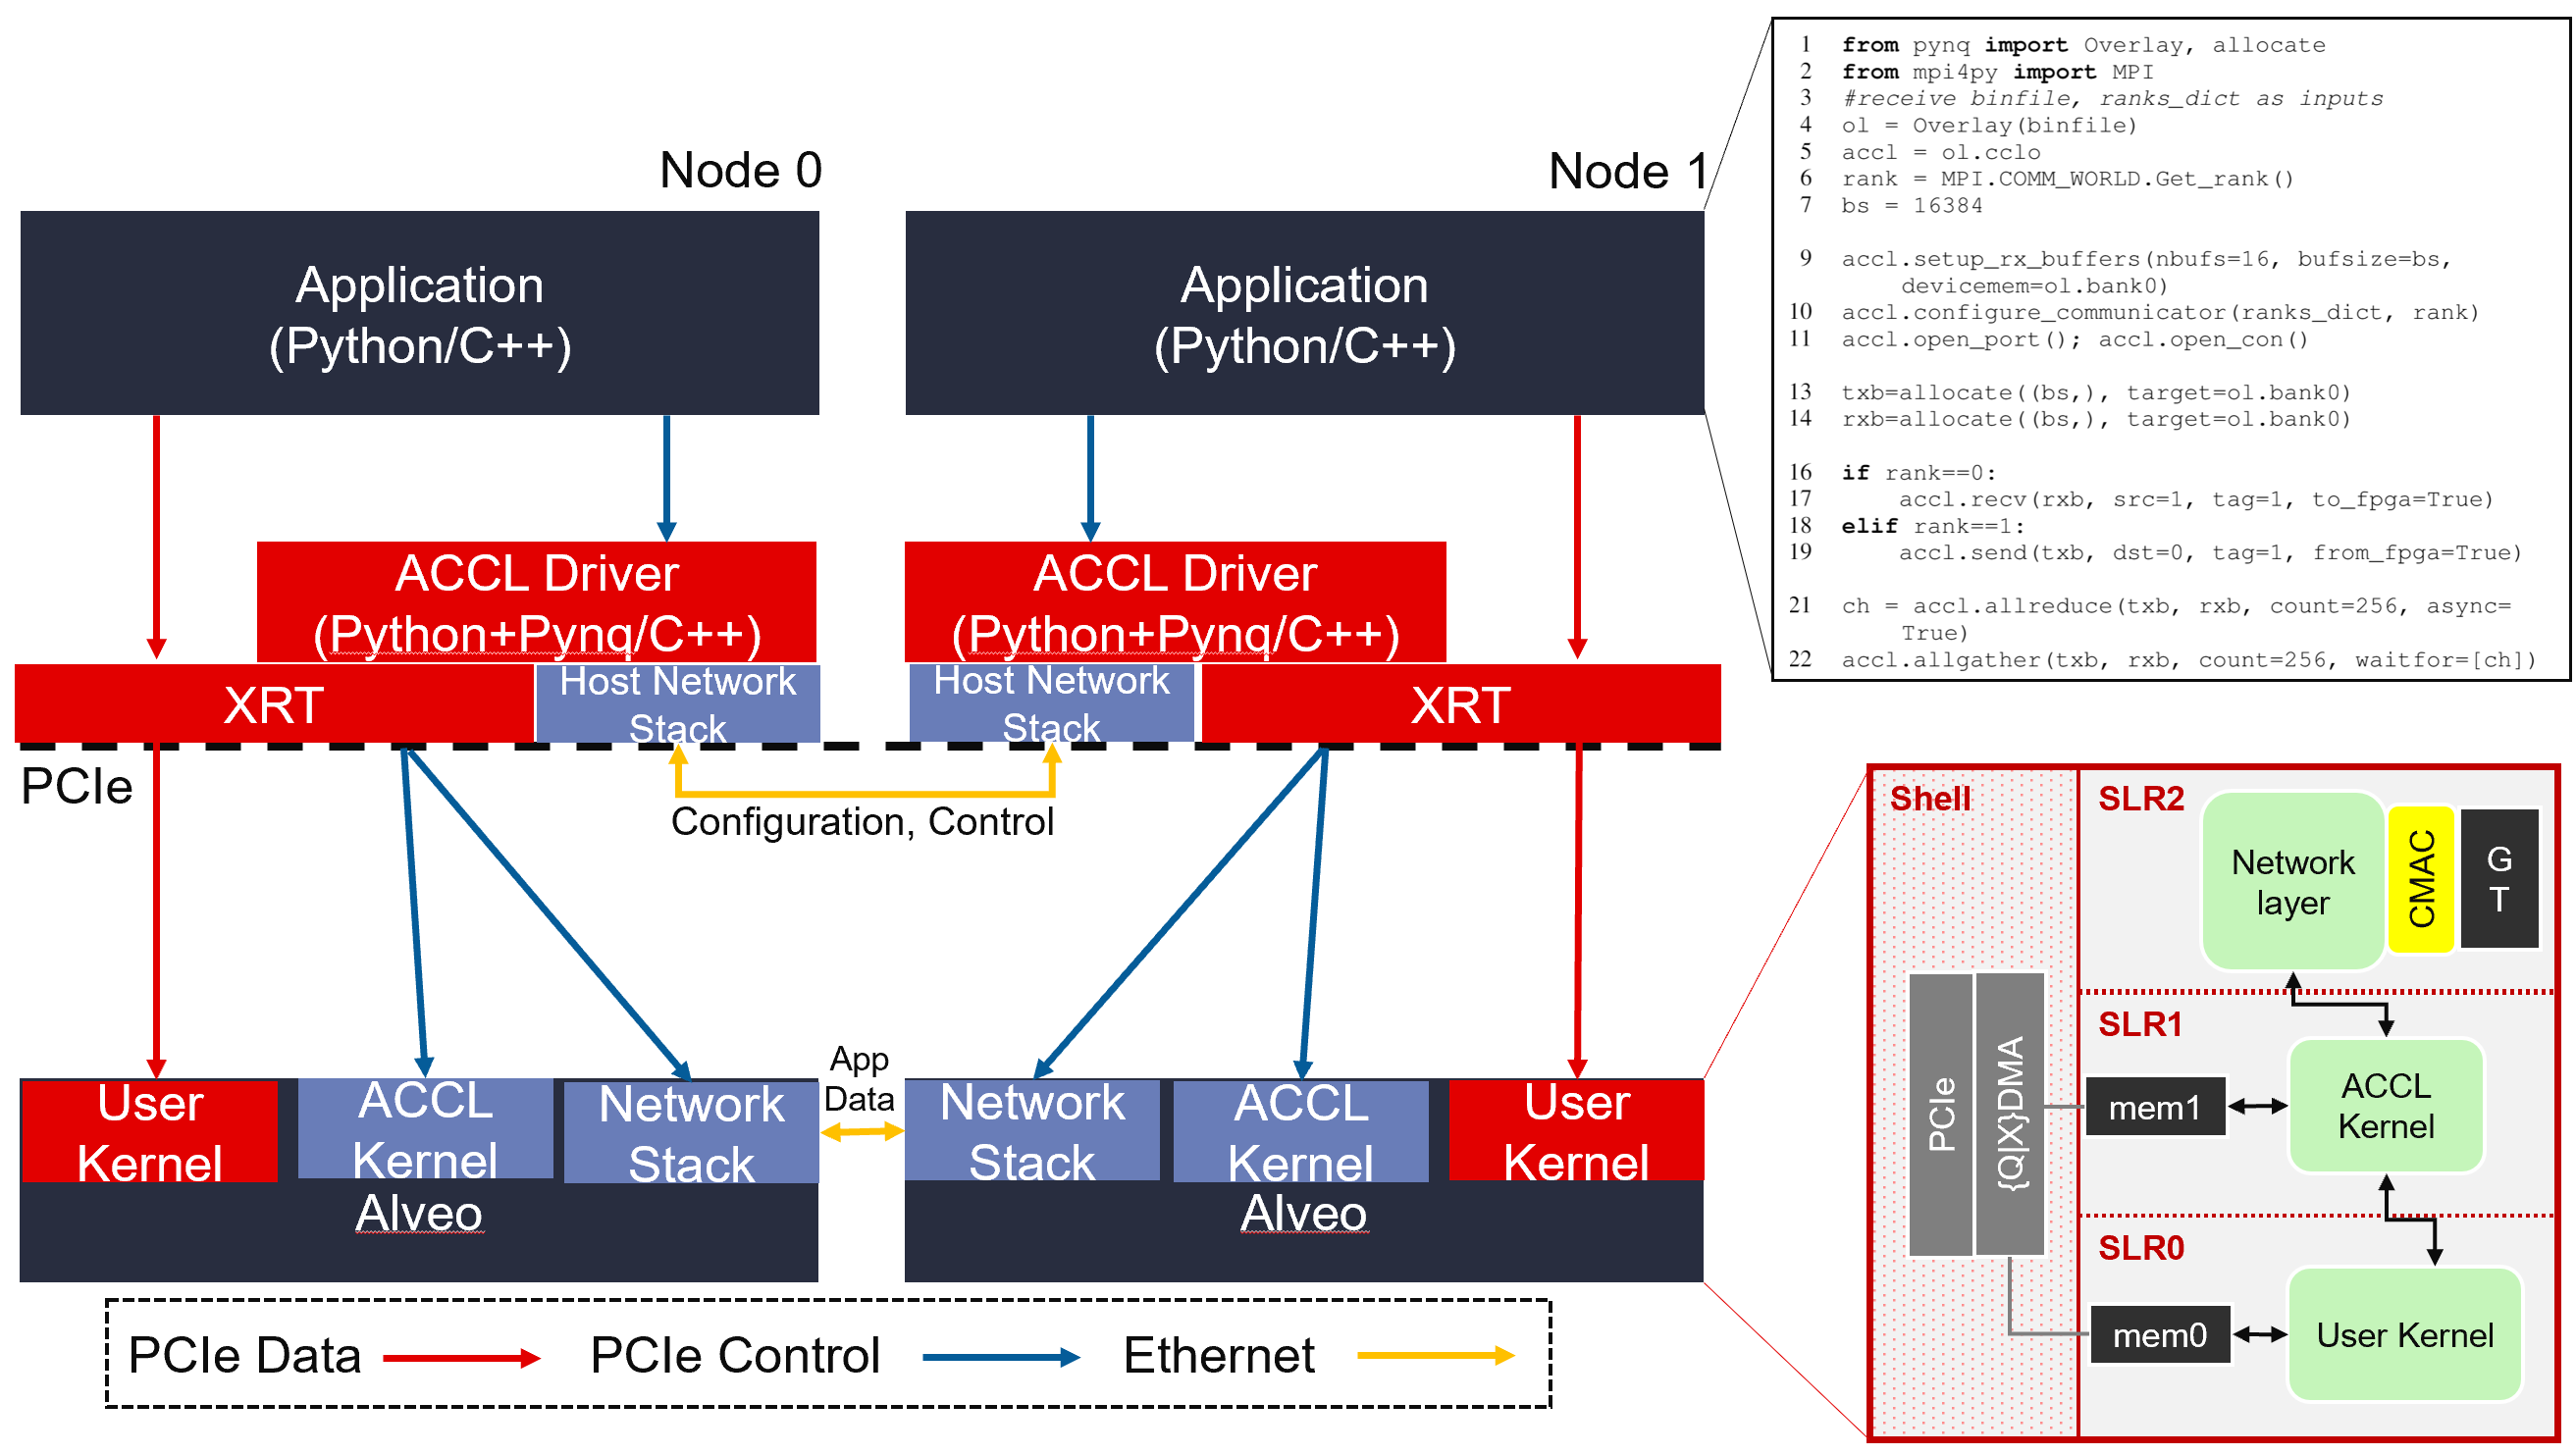 Node 0
Node 1
Application
(Python/C++)
Application
(Python/C++)
ACCL Driver
(Python+Pynq/C++)
ACCL Driver
(Python+Pynq/C++)
XRT
Host Network
Stack
Host Network
Stack
XRT
PCIe
Configuration, Control
User
Kernel
ACCL
Kernel
Network
Stack
App
Data
Network
Stack
ACCL
Kernel
User
Kernel
Alveo
Alveo
PCIe Data
PCIe Control
Ethernet
1 from pynq import Overlay, allocate
2 from mpi4py import MPI
3 #receive binfile, ranks_dict as inputs
4 ol = Overlay(binfile)
5 accl = ol.cclo
6 rank = MPI.COMM_WORLD.Get_rank()
7 bs = 16384
9 accl.setup_rx_buffers(nbufs=16, bufsize=bs,
devicemem=ol.bank0)
10 accl.configure_communicator(ranks_dict, rank)
11 accl.open_port(); accl.open_con()
13 txb=allocate((bs,), target=ol.bank0)
14 rxb=allocate((bs,), target=ol.bank0)
16 if rank==0:
17 accl.recv(rxb, src=1, tag=1, to_fpga=True)
18 elif rank==1:
19 accl.send(txb, dst=0, tag=1, from_fpga=True)
21 ch = accl.allreduce(txb, rxb, count=256, async=
True)
22 accl.allgather(txb, rxb, count=256, waitfor=[ch])
Shell
SLR2
Network
layer
CMAC
G
T
SLR1
PCIe
{Q|X}DMA
mem1
ACCL
Kernel
SLR0
mem0
User Kernel